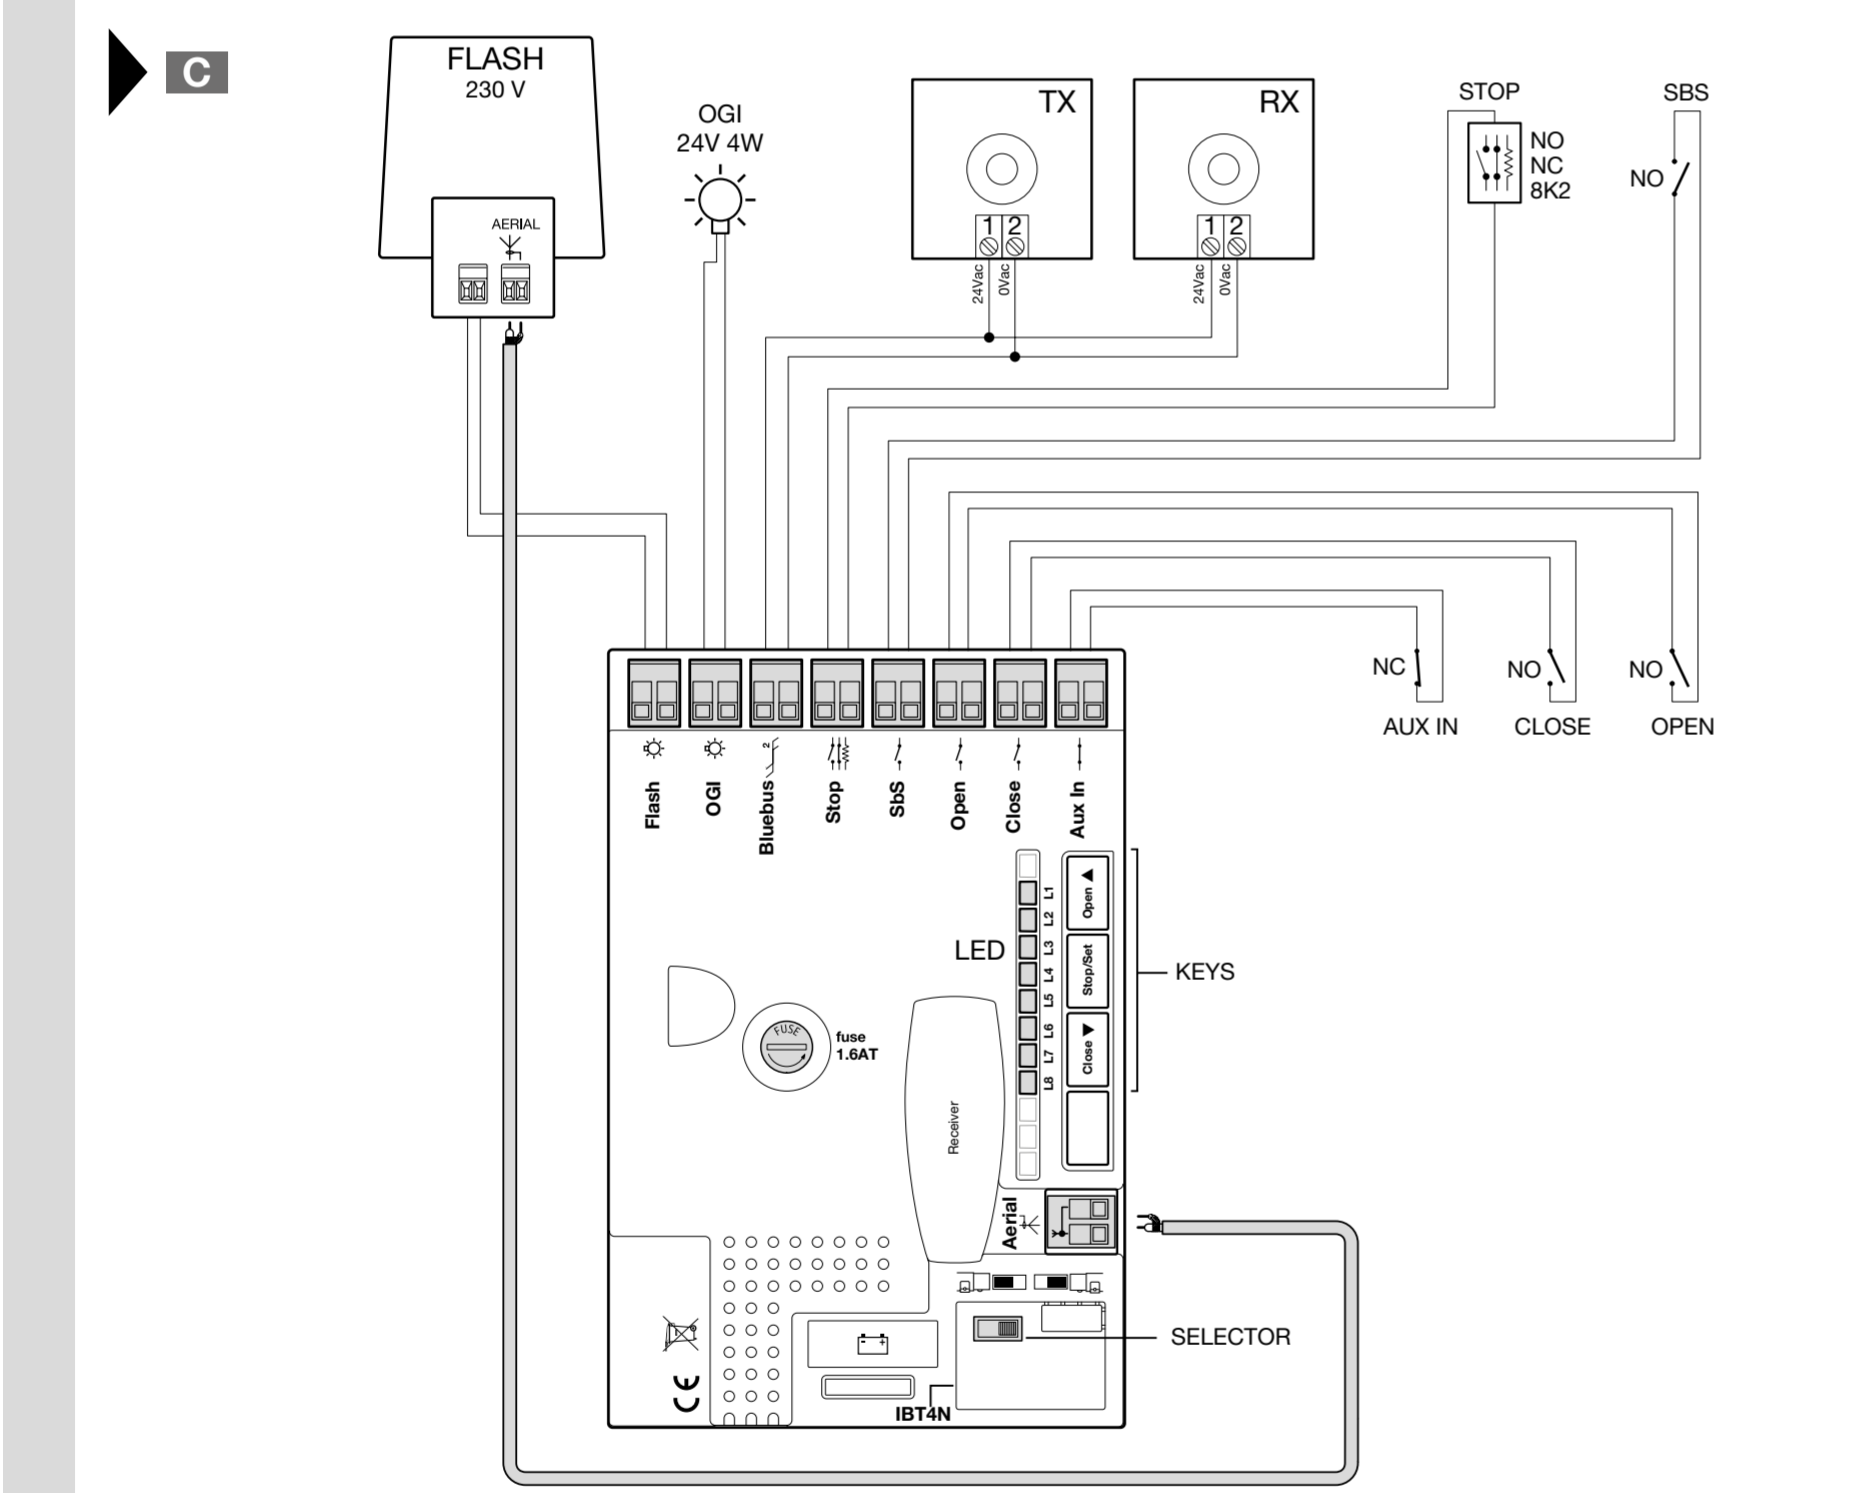 C
FLASH
230 V
AERIAL
OGI
24V 4W
TX
1 2
24Vac
0Vac
RX
1 2
24Vac
0Vac
STOP
NO
NC
8K2
SBS
NO
NC
AUX IN
NO
CLOSE
NO
OPEN
2
Flash
OGI
Bluebus
Stop
SbS
Open
Close
Aux In
LED
L1
L2
L3
L4
L5
L6
L7
L8
Open ▲
Stop/Set
Close ▼
KEYS
FUSE
fuse
1.6AT
Receiver
Aerial
SELECTOR
- +
IBT4N
CE